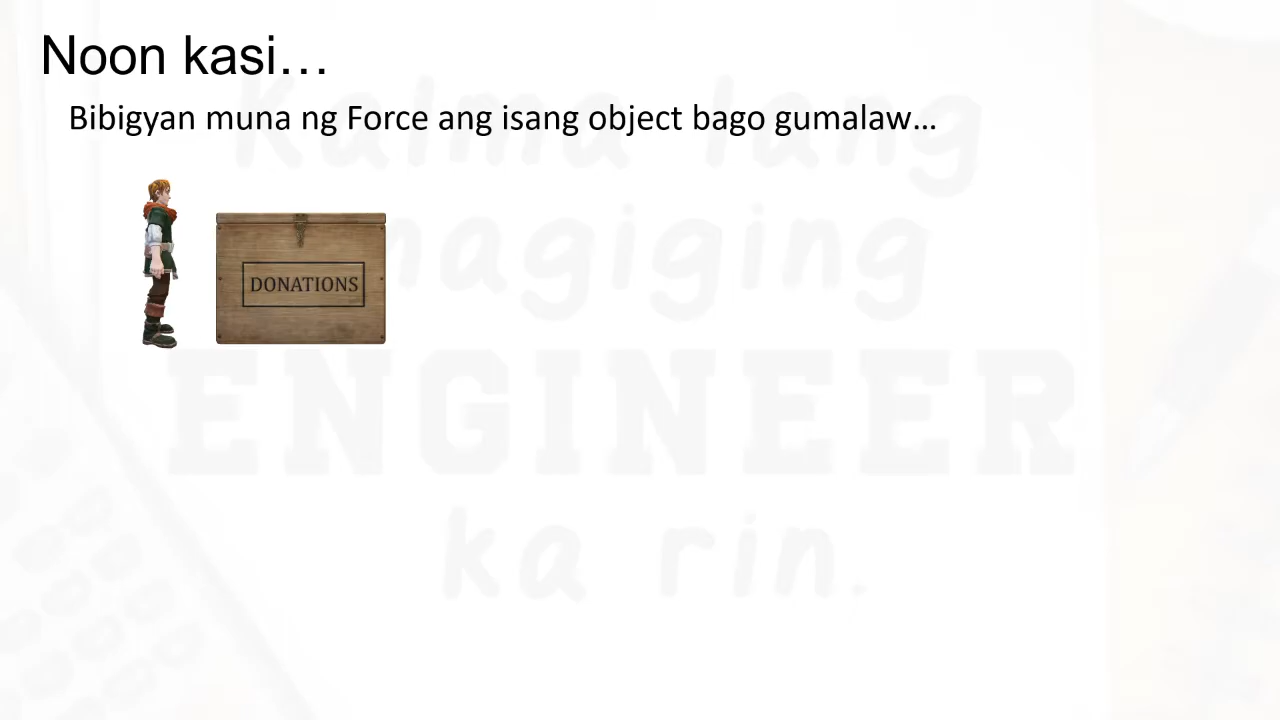 Noon kasi…
Bibigyan muna ng Force ang isang object bago gumalaw…
Kalma lang
magiging
DONATIONS
ENGINEER
ka rin.